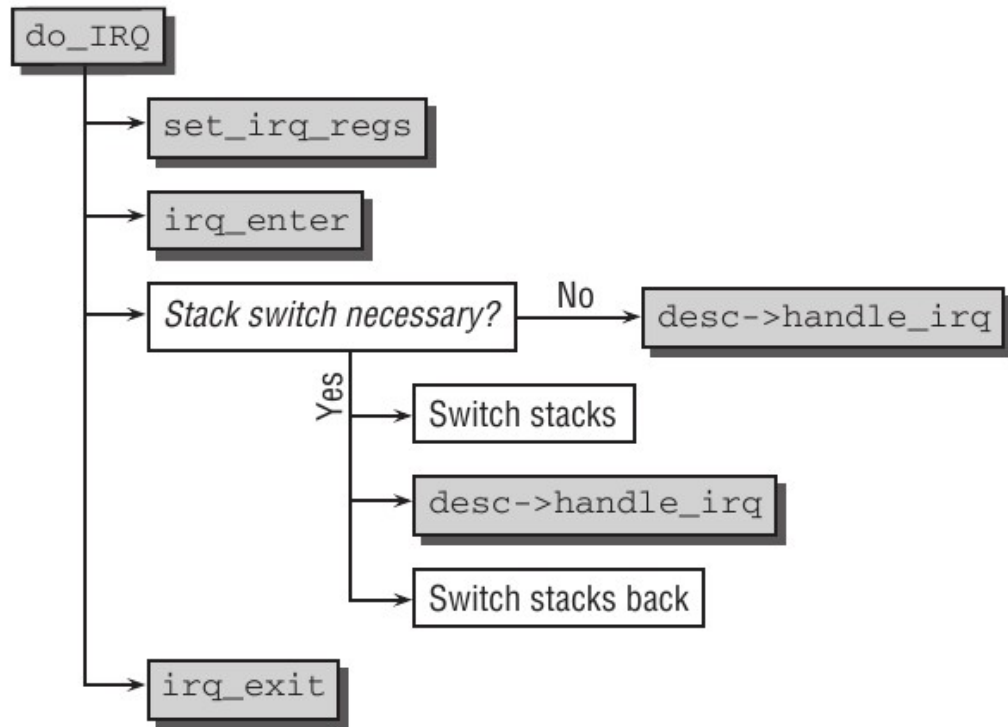 do_IRQ
set_irq_regs
irq_enter
Stack switch necessary?
No
desc->handle_irq
Yes
Switch stacks
desc->handle_irq
Switch stacks back
irq_exit